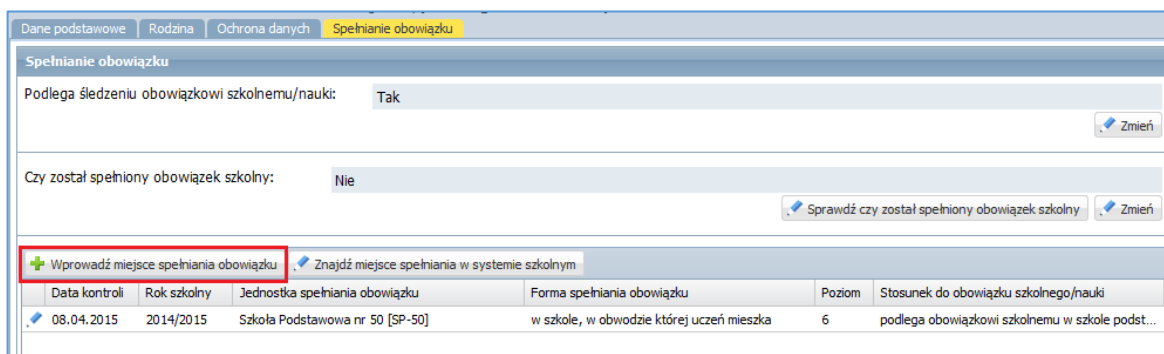 Dane podstawowe Rodzina Ochrona danych Spełnianie obowiązku
Spełnianie obowiązku
Podlega śledzeniu obowiązkowi szkolnemu/nauki: Tak
Zmień
Czy został spełniony obowiązek szkolny: Nie
Sprawdź czy został spełniony obowiązek szkolny Zmień
Wprowadź miejsce spełniania obowiązku Znajdź miejsce spełniania w systemie szkolnym
Data kontroli Rok szkolny Jednostka spełniania obowiązku Forma spełniania obowiązku Poziom Stosunek do obowiązku szkolnego/nauki
08.04.2015 2014/2015 Szkoła Podstawowa nr 50 [SP-50] w szkole, w obwodzie której uczeń mieszka 6 podlega obowiązkowi szkolnemu w szkole podst...